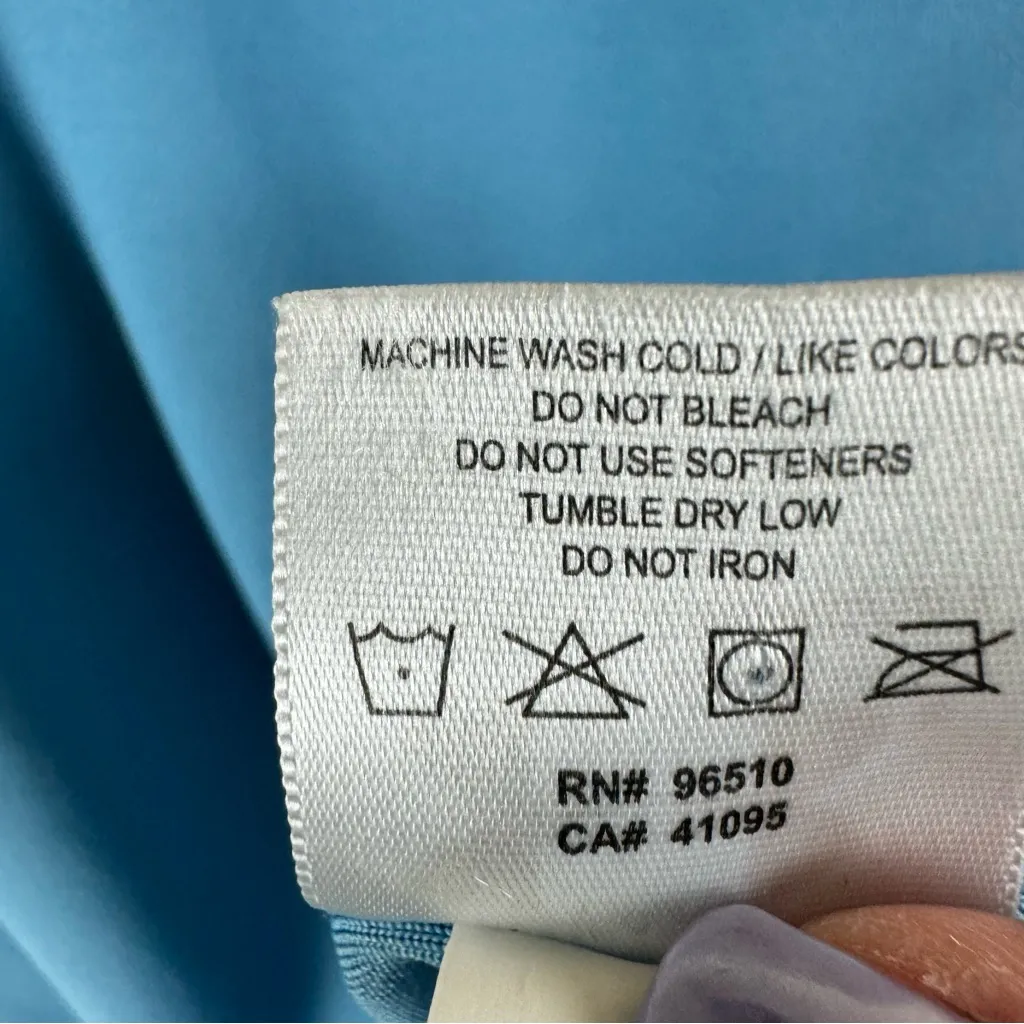 MACHINE WASH COLD / LIKE COLORS
DO NOT BLEACH
DO NOT USE SOFTENERS
TUMBLE DRY LOW
DO NOT IRON
RN# 96510
CA# 41095